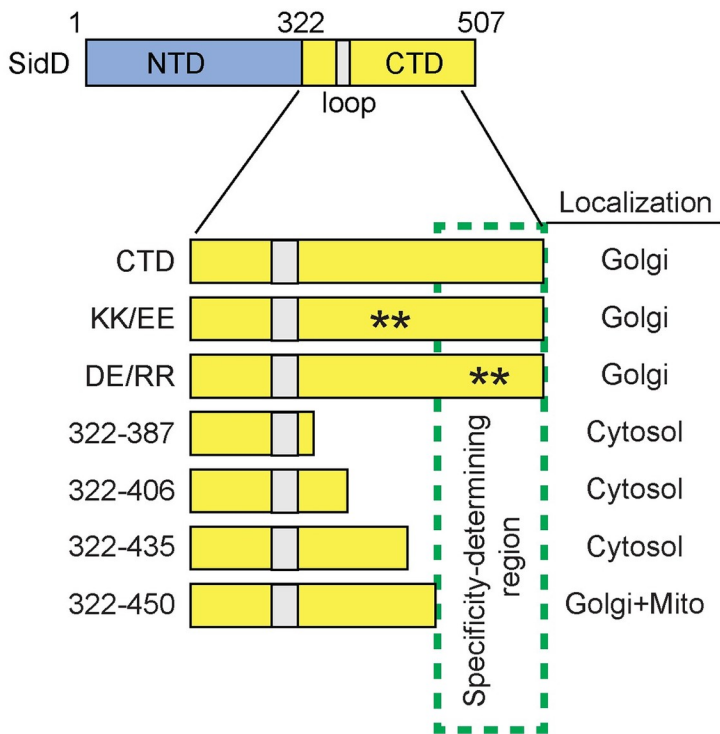 1 322 507
SidD NTD CTD
loop
Localization
CTD Golgi
KK/EE ** Golgi
DE/RR ** Golgi
322-387 Cytosol
322-406 Cytosol
322-435 Cytosol
322-450 Golgi+Mito
Specificity-determining
region